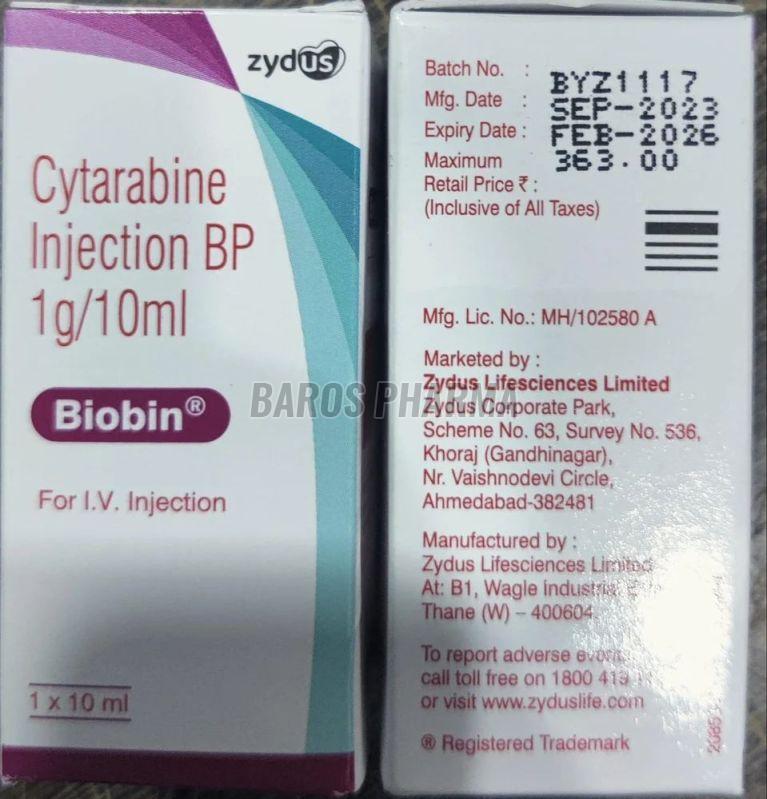 zydus
Cytarabine
Injection BP
1g/10ml
Biobin®
For I.V. Injection
1 x 10 ml
Batch No. : BYZ1117
Mfg. Date : SEP-2023
Expiry Date : FEB-2026
Maximum 363.00
Retail Price ₹ :
(Inclusive of All Taxes)
Mfg. Lic. No.: MH/102580 A
Marketed by :
Zydus Lifesciences Limited
Zydus Corporate Park,
Scheme No. 63, Survey No. 536,
Khoraj (Gandhinagar),
Nr. Vaishnodevi Circle,
Ahmedabad-382481
Manufactured by :
Zydus Lifesciences Limited
At: B1, Wagle Industrial
Thane (W) – 400604
To report adverse
call toll free on 1800 419
or visit www.zyduslife.com
® Registered Trademark
BAROS PHARMA